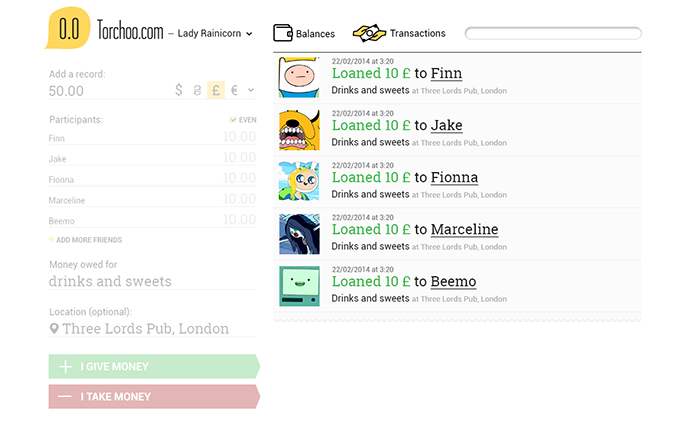 0.0 Torchoo.com – Lady Rainicorn
Balances Transactions
Add a record:
50.00 $ ₴ £ €
Participants: EVEN
Finn 10.00
Jake 10.00
Fionna 10.00
Marceline 10.00
Beemo 10.00
+ ADD MORE FRIENDS
Money owed for
drinks and sweets
Location (optional):
Three Lords Pub, London
+ I GIVE MONEY
— I TAKE MONEY
22/02/2014 at 3:20
Loaned 10 £ to Finn
Drinks and sweets at Three Lords Pub, London
22/02/2014 at 3:20
Loaned 10 £ to Jake
Drinks and sweets at Three Lords Pub, London
22/02/2014 at 3:20
Loaned 10 £ to Fionna
Drinks and sweets at Three Lords Pub, London
22/02/2014 at 3:20
Loaned 10 £ to Marceline
Drinks and sweets at Three Lords Pub, London
22/02/2014 at 3:20
Loaned 10 £ to Beemo
Drinks and sweets at Three Lords Pub, London